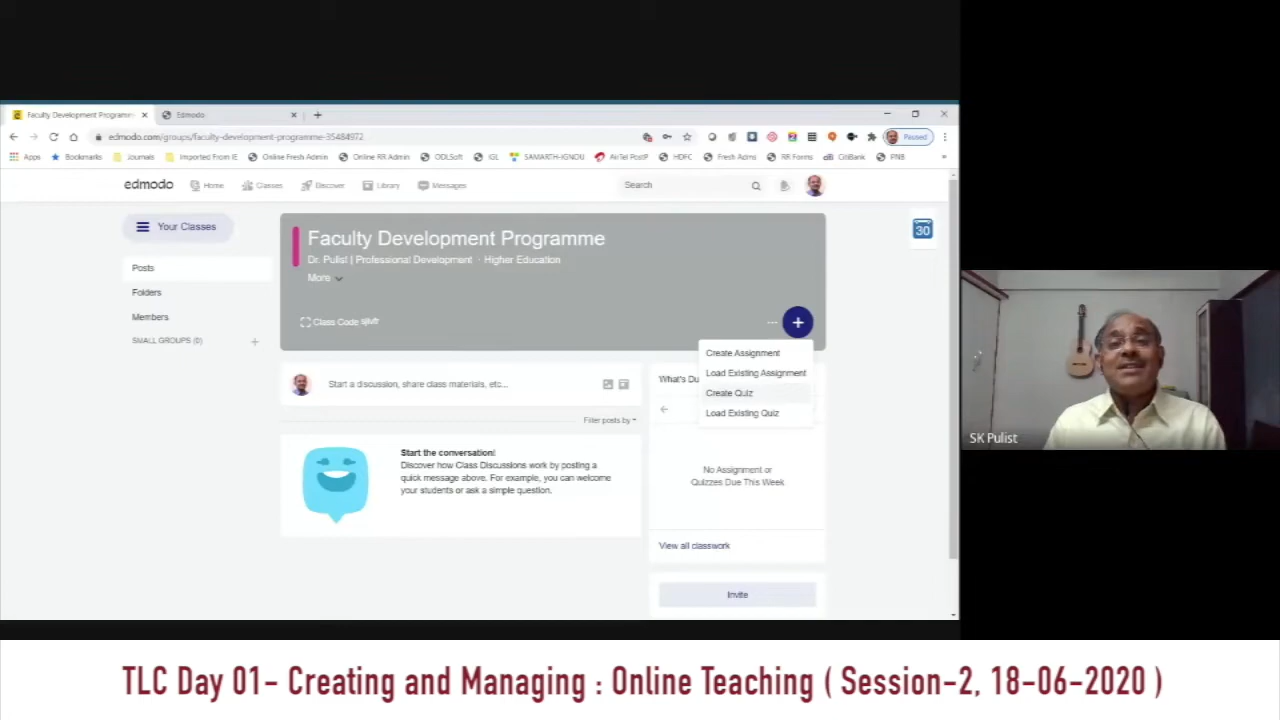 Faculty Development Programme
Edmodo
edmodo.com/groups/faculty-development-programme-35484972
Paused
Apps Bookmarks Journals Imported From IE Online Fresh Admin Online RR Admin ODLSoft IGL SAMARTH-IGNOU AirTel PostP HDFC Fresh Adms RR Forms CitiBank PNB »
edmodo Home Classes Discover Library Messages Search
Your Classes
30
Posts
Folders
Members
SMALL GROUPS (0) +
Faculty Development Programme
Dr. Pulist | Professional Development · Higher Education
More
Class Code
... +
Create Assignment
Load Existing Assignment
Create Quiz
Load Existing Quiz
Start a discussion, share class materials, etc...
What's Du
Filter posts by
Start the conversation!
Discover how Class Discussions work by posting a
quick message above. For example, you can welcome
your students or ask a simple question.
No Assignment or
Quizzes Due This Week
View all classwork
Invite
SK Pulist
TLC Day 01- Creating and Managing : Online Teaching ( Session-2, 18-06-2020 )